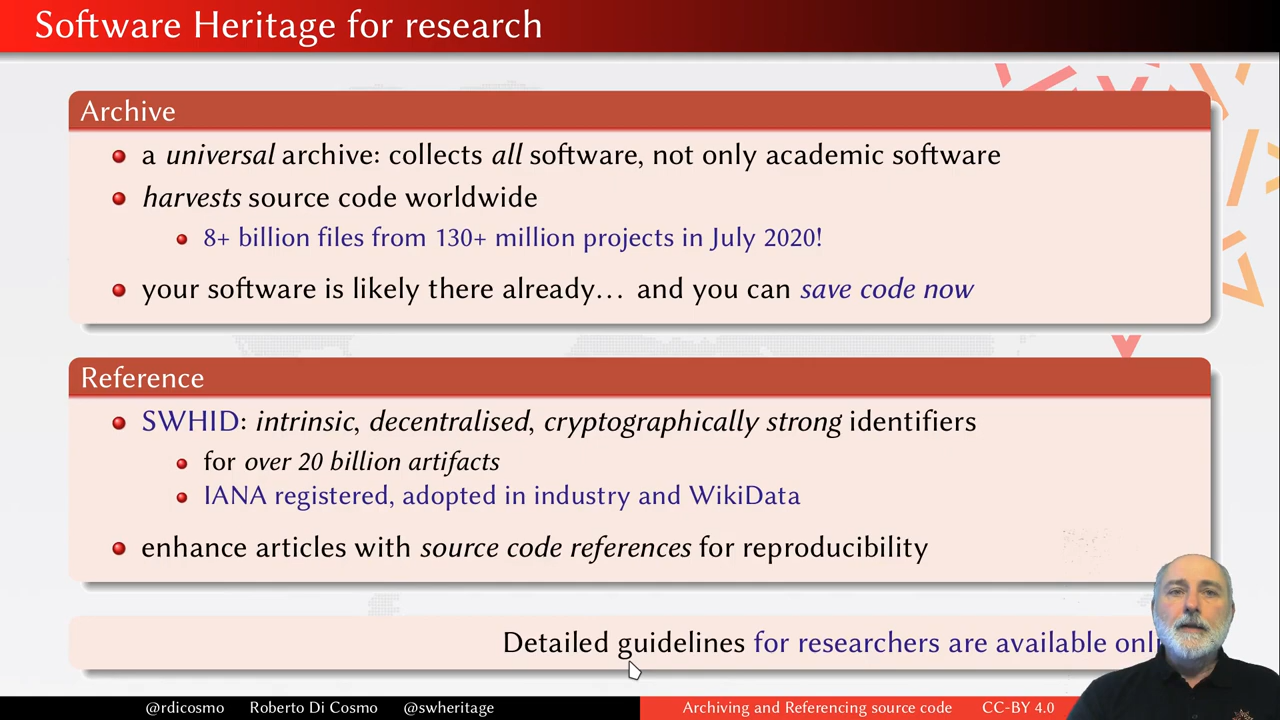 Software Heritage for research
Archive
a universal archive: collects all software, not only academic software
harvests source code worldwide
8+ billion files from 130+ million projects in July 2020!
your software is likely there already... and you can save code now
Reference
SWHID: intrinsic, decentralised, cryptographically strong identifiers
for over 20 billion artifacts
IANA registered, adopted in industry and WikiData
enhance articles with source code references for reproducibility
Detailed guidelines for researchers are available
@rdicosmo Roberto Di Cosmo @swheritage Archiving and Referencing source code CC-BY 4.0